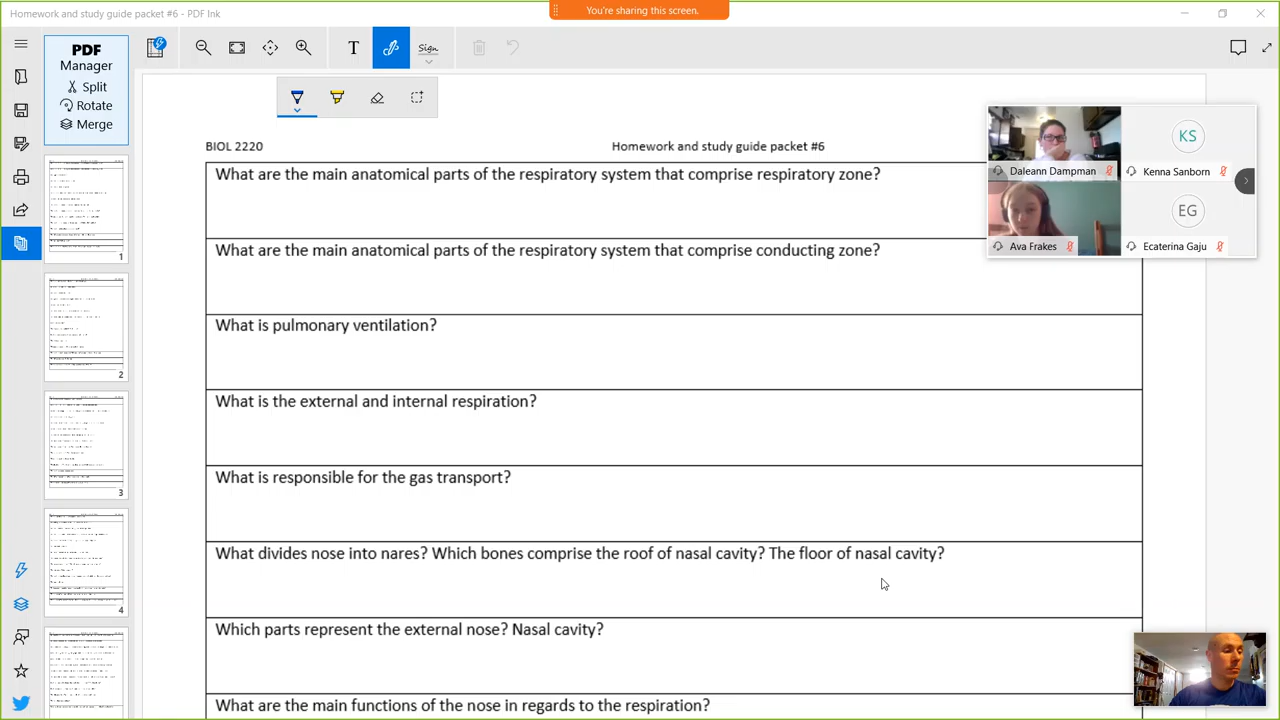 Homework and study guide packet #6 - PDF Ink
You're sharing this screen.
PDF
Manager
Split
Rotate
Merge
T
Sign
1
2
3
4
BIOL 2220
Homework and study guide packet #6
What are the main anatomical parts of the respiratory system that comprise respiratory zone?
What are the main anatomical parts of the respiratory system that comprise conducting zone?
What is pulmonary ventilation?
What is the external and internal respiration?
What is responsible for the gas transport?
What divides nose into nares? Which bones comprise the roof of nasal cavity? The floor of nasal cavity?
Which parts represent the external nose? Nasal cavity?
What are the main functions of the nose in regards to the respiration?
KS
Daleann Dampman
Kenna Sanborn
EG
Ava Frakes
Ecaterina Gaju